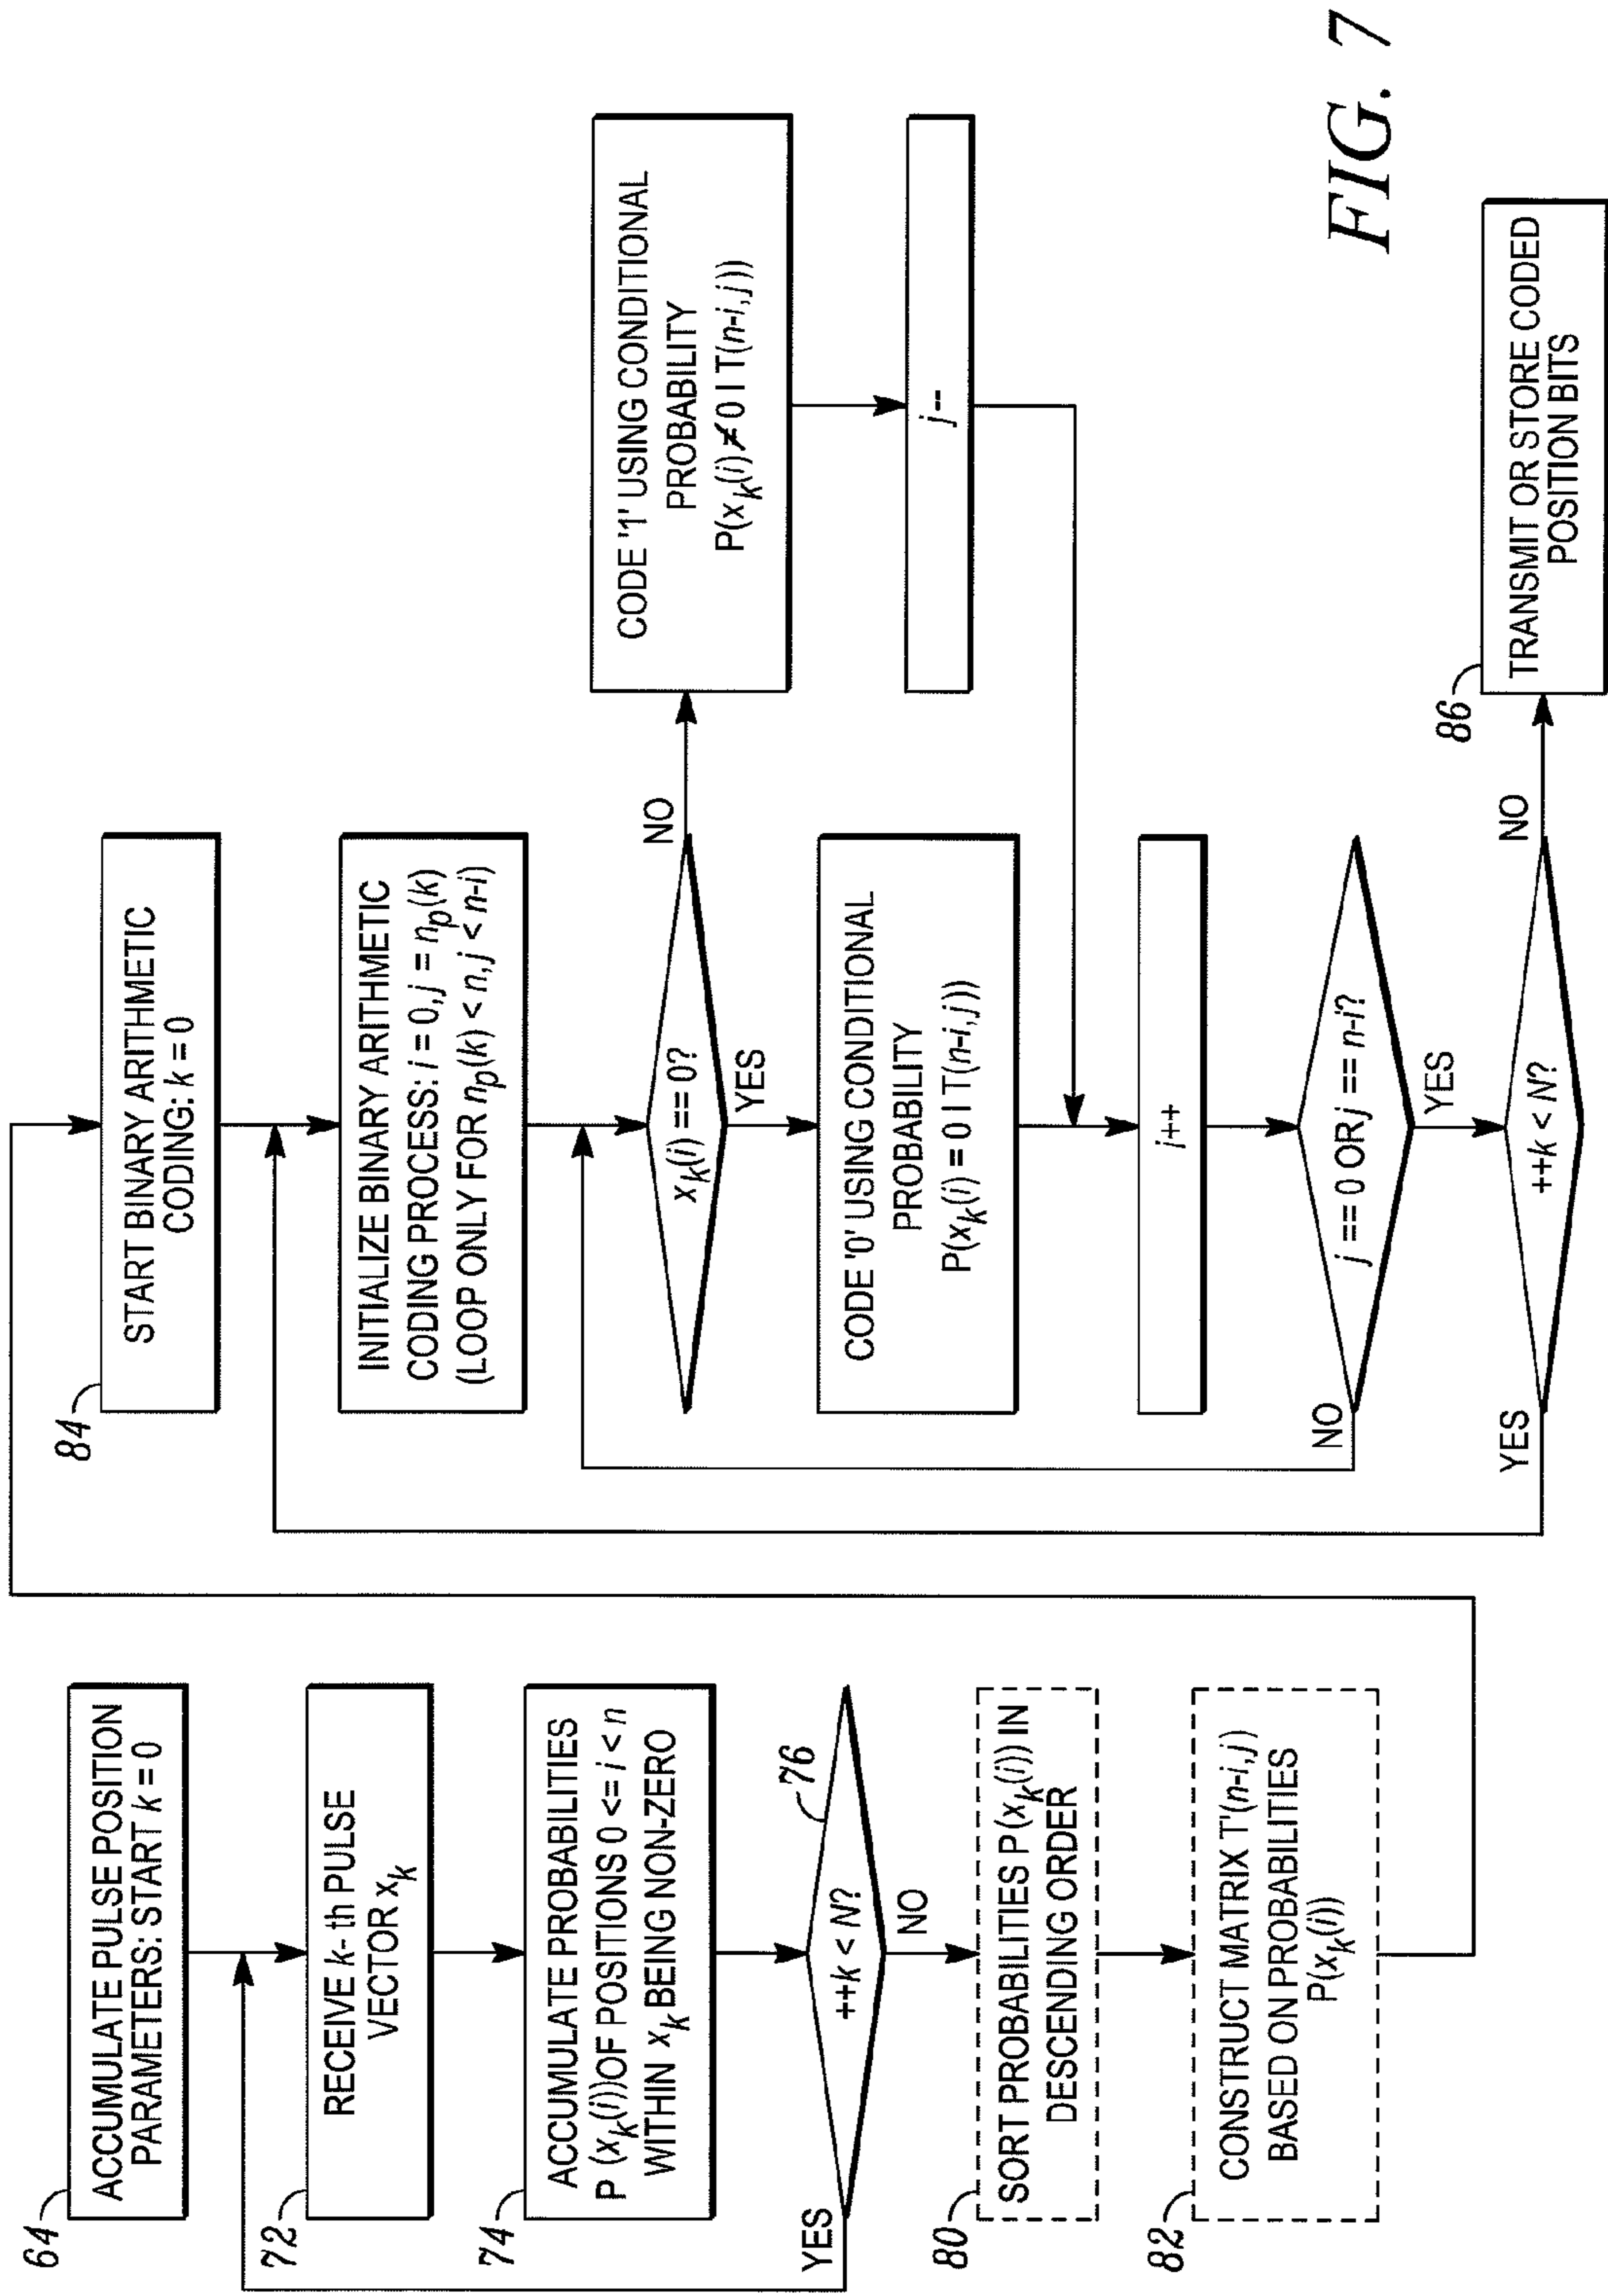 64
ACCUMULATE PULSE POSITION
PARAMETERS: START k = 0
72
RECEIVE k- th PULSE
VECTOR x_k
74
ACCUMULATE PROBABILITIES
P (x_k(i))OF POSITIONS 0 <= i < n
WITHIN x_k BEING NON-ZERO
76
++k < N?
YES
NO
80
SORT PROBABILITIES P(x_k(i)) IN
DESCENDING ORDER
82
CONSTRUCT MATRIX T'(n-i,j)
BASED ON PROBABILITIES
P(x_k(i))
84
START BINARY ARITHMETIC
CODING: k = 0
INITIALIZE BINARY ARITHMETIC
CODING PROCESS: i = 0, j = n_p(k)
(LOOP ONLY FOR n_p(k) < n, j < n-i)
x_k(i) == 0?
NO
YES
CODE '0' USING CONDITIONAL
PROBABILITY
P(x_k(i) = 0 I T(n-i,j))
CODE '1' USING CONDITIONAL
PROBABILITY
P(x_k(i) ≠ 0 I T(n-i,j))
j--
i++
j == 0 OR j == n-i?
NO
YES
++k < N?
YES
NO
86
TRANSMIT OR STORE CODED
POSITION BITS
FIG. 7